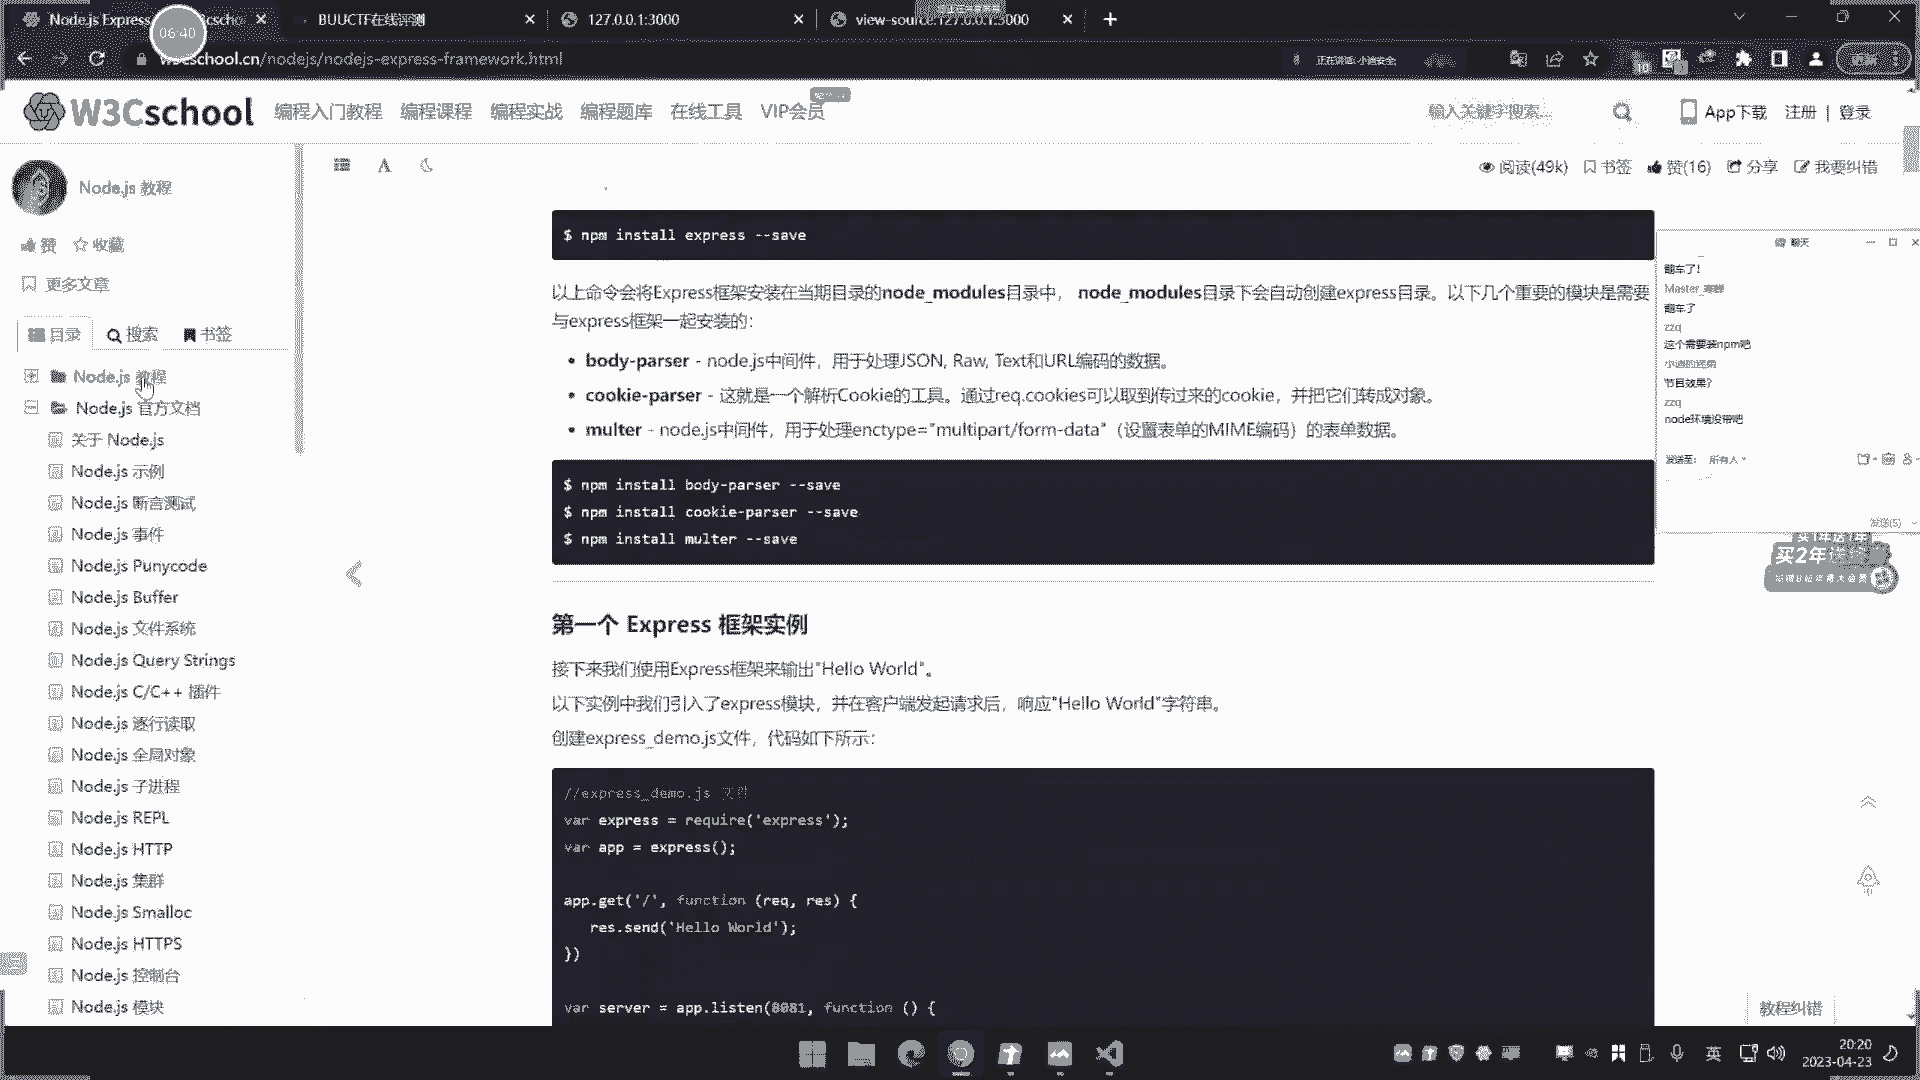 Node.js Express
BUUCTF在线评测
127.0.0.1:3000
view-source:127.0.0.1:3000
06:40
w3cschool.cn/nodejs/nodejs-express-framework.html
正在讲话: 小迪安全;
W3Cschool
编程入门教程
编程课程
编程实战
编程题库
在线工具
VIP会员
输入关键字搜索...
App下载
注册 | 登录
Node.js 教程
赞 收藏
更多文章
目录
搜索
书签
Node.js 教程
Node.js 官方文档
关于 Node.js
Node.js 示例
Node.js 断言测试
Node.js 事件
Node.js Punycode
Node.js Buffer
Node.js 文件系统
Node.js Query Strings
Node.js C/C++ 插件
Node.js 逐行读取
Node.js 全局对象
Node.js 子进程
Node.js REPL
Node.js HTTP
Node.js 集群
Node.js Smalloc
Node.js HTTPS
Node.js 控制台
Node.js 模块
A
阅读(49k) 书签 赞(16) 分享 我要纠错
$ npm install express --save
以上命令会将Express框架安装在当期目录的node_modules目录中， node_modules目录下会自动创建express目录。以下几个重要的模块是需要
与express框架一起安装的：
• body-parser - node.js中间件，用于处理JSON, Raw, Text和URL编码的数据。
• cookie-parser - 这就是一个解析Cookie的工具。通过req.cookies可以取到传过来的cookie，并把它们转成对象。
• multer - node.js中间件，用于处理enctype="multipart/form-data"（设置表单的MIME编码）的表单数据。
$ npm install body-parser --save
$ npm install cookie-parser --save
$ npm install multer --save
第一个 Express 框架实例
接下来我们使用Express框架来输出"Hello World"。
以下实例中我们引入了express模块，并在客户端发起请求后，响应"Hello World"字符串。
创建express_demo.js文件，代码如下所示：
//express_demo.js 文件
var express = require('express');
var app = express();
app.get('/', function (req, res) {
res.send('Hello World');
})
var server = app.listen(8081, function () {
聊天
翻车了!
翻车了
zzq
这个需要装npm吧
节目效果?
zzq
node环境没带吧
发送至: 所有人
发送(S)
买2年送
教程纠错
英
20:20
2023-04-23